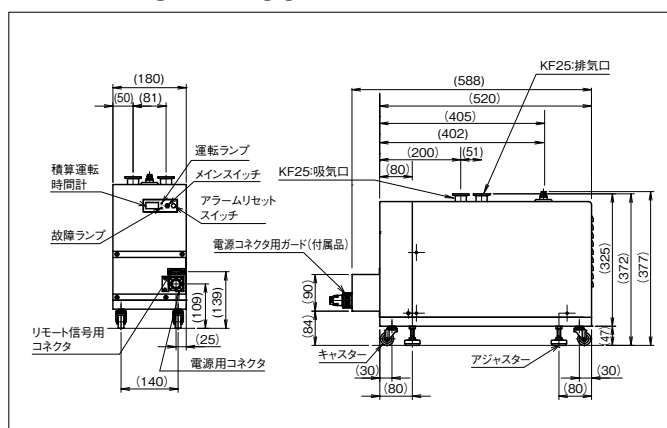 (180)
(50)
(81)
運転ランプ
メインスイッチ
積算運転
時間計
アラームリセット
スイッチ
故障ランプ
(109)
(139)
リモート信号用
コネクタ
(25)
電源用コネクタ
(140)
KF25:排気口
(588)
(520)
(405)
(402)
(200)
(51)
(80)
KF25:吸気口
電源コネクタ用ガード(付属品)
(90)
(84)
(325)
(372)
(377)
(47)
キャスター
アジャスター
(30)
(30)
(80)
(80)